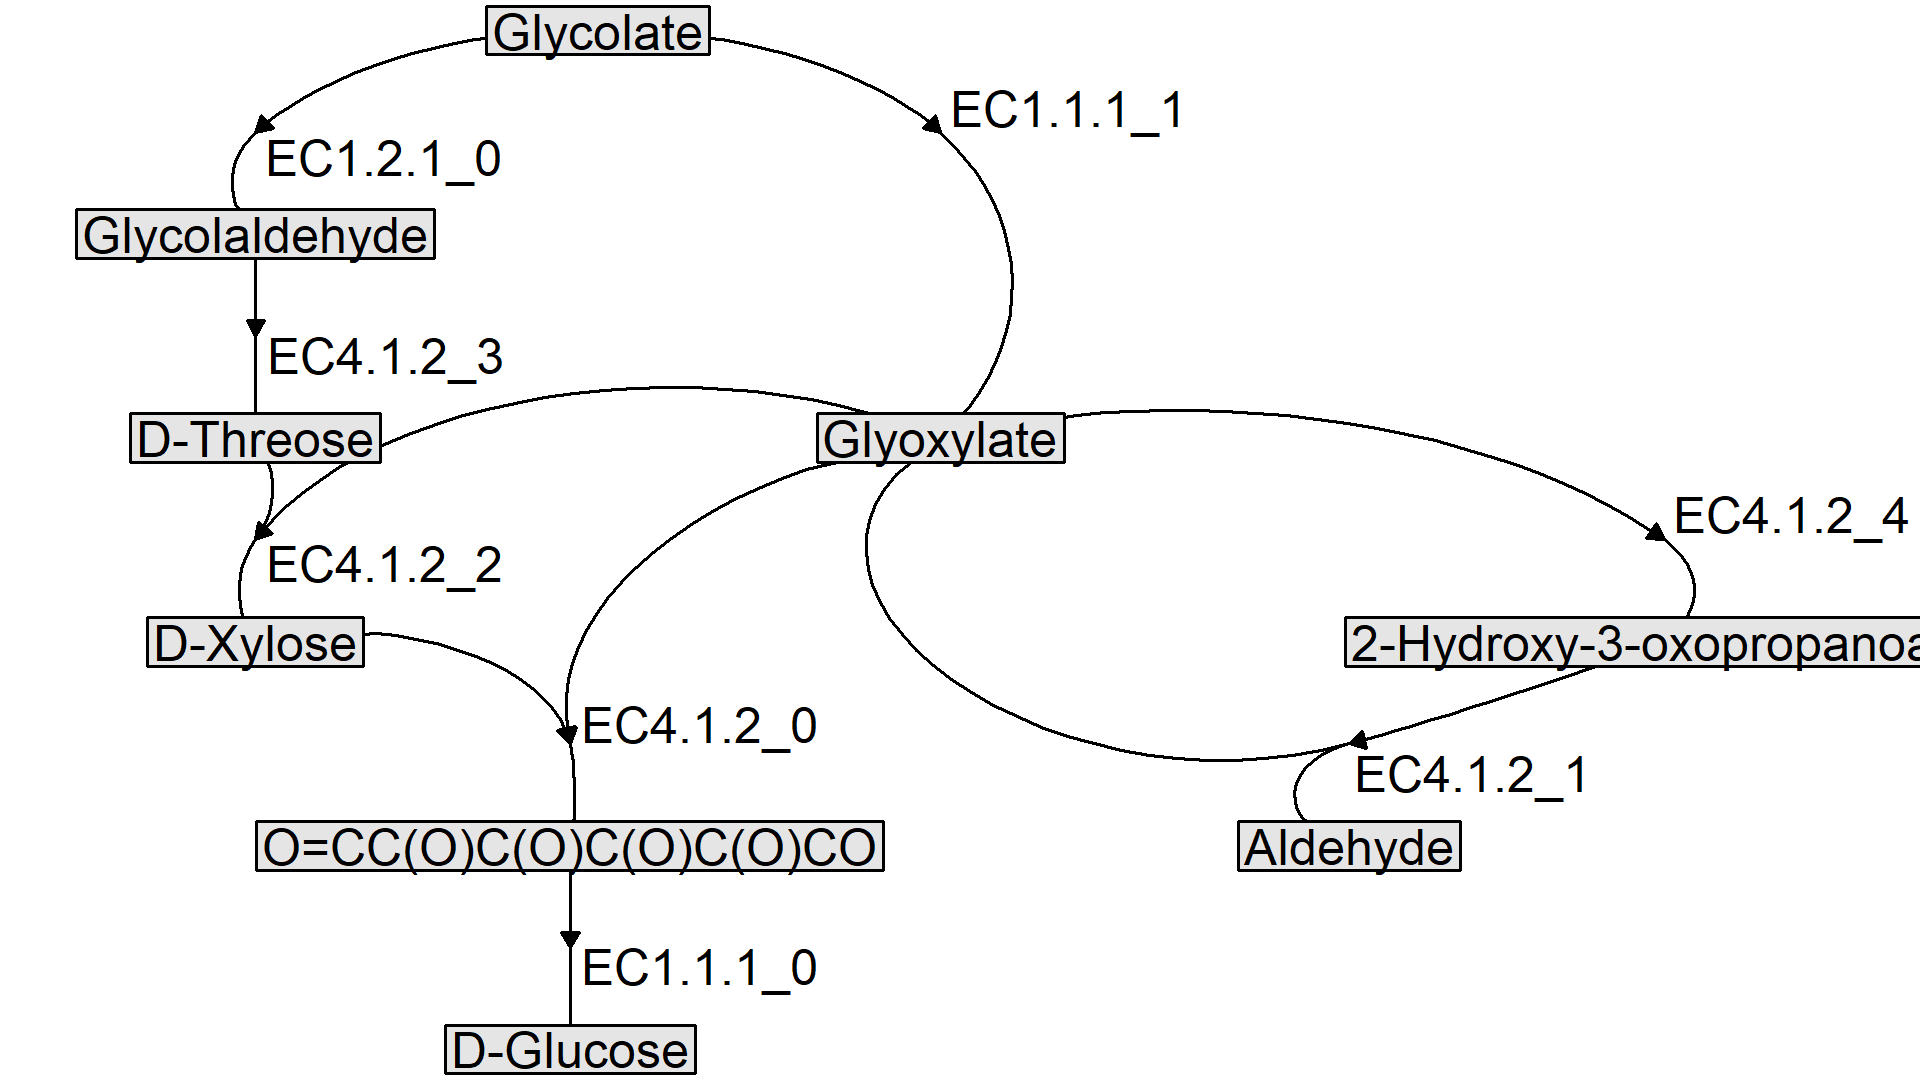 Glycolate
EC1.1.1_1
EC1.2.1_0
Glycolaldehyde
EC4.1.2_3
D-Threose
Glyoxylate
EC4.1.2_4
EC4.1.2_2
D-Xylose
2-Hydroxy-3-oxopropanoa
EC4.1.2_0
EC4.1.2_1
O=CC(O)C(O)C(O)C(O)CO
Aldehyde
EC1.1.1_0
D-Glucose